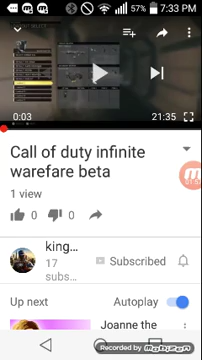 57% 7:33 PM
0:03
21:35
Call of duty infinite
warefare beta
1 view
0
0
king...
17
subs...
Subscribed
Up next
Autoplay
Joanne the
Recorded by Mobizen